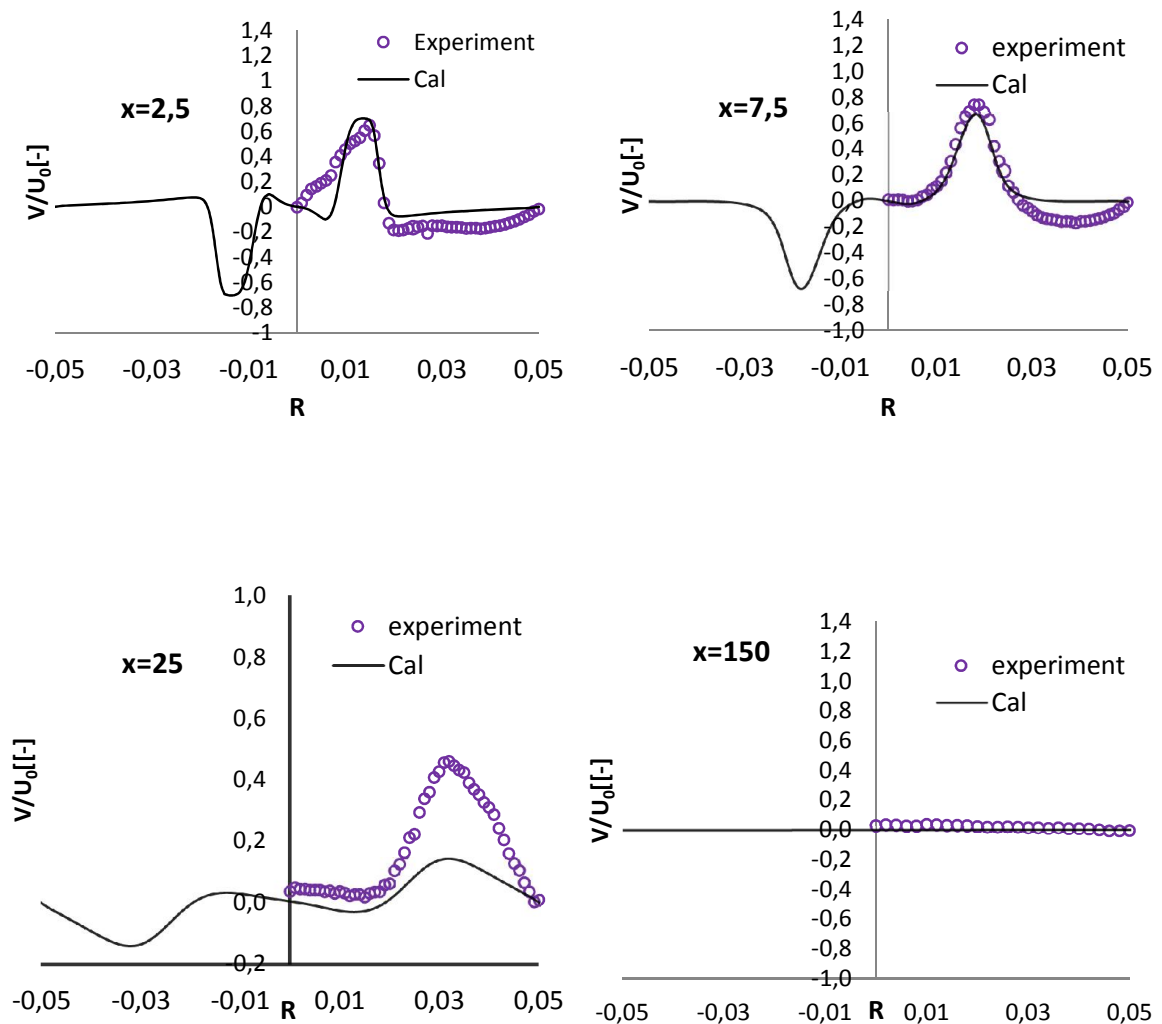 1,4
1,2
1
0,8
0,6
0,4
0,2
0
-0,2
-0,4
-0,6
-0,8
-1
Experiment
Cal
x=2,5
V/U0[-]
-0,05 -0,03 -0,01 0,01 0,03 0,05
R
1,4
1,2
1,0
0,8
0,6
0,4
0,2
0,0
-0,2
-0,4
-0,6
-0,8
-1,0
experiment
Cal
x=7,5
V/U0[-]
-0,05 -0,03 -0,01 0,01 0,03 0,05
R
1,0
0,8
0,6
0,4
0,2
0,0
-0,2
experiment
Cal
x=25
V/U0[[-]
-0,05 -0,03 -0,01 0,01 0,03 0,05
R
1,4
1,2
1,0
0,8
0,6
0,4
0,2
0,0
-0,2
-0,4
-0,6
-0,8
-1,0
experiment
Cal
x=150
V/U0[[-]
-0,05 -0,03 -0,01 0,01 0,03 0,05
R